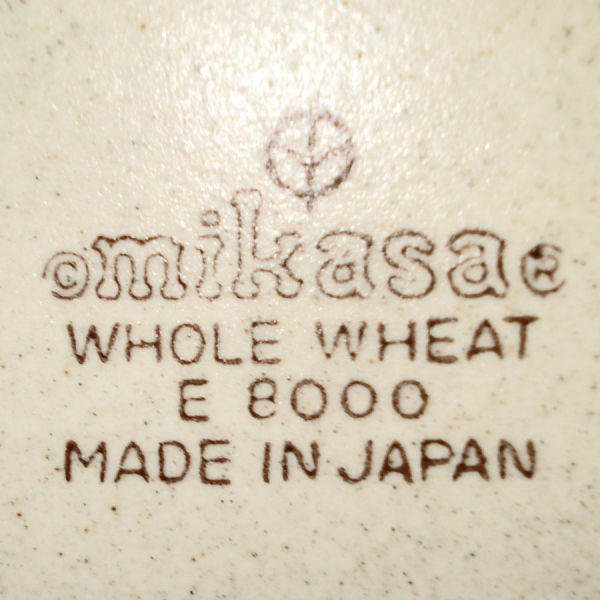 ©mikasa®
WHOLE WHEAT
E 8000
MADE IN JAPAN